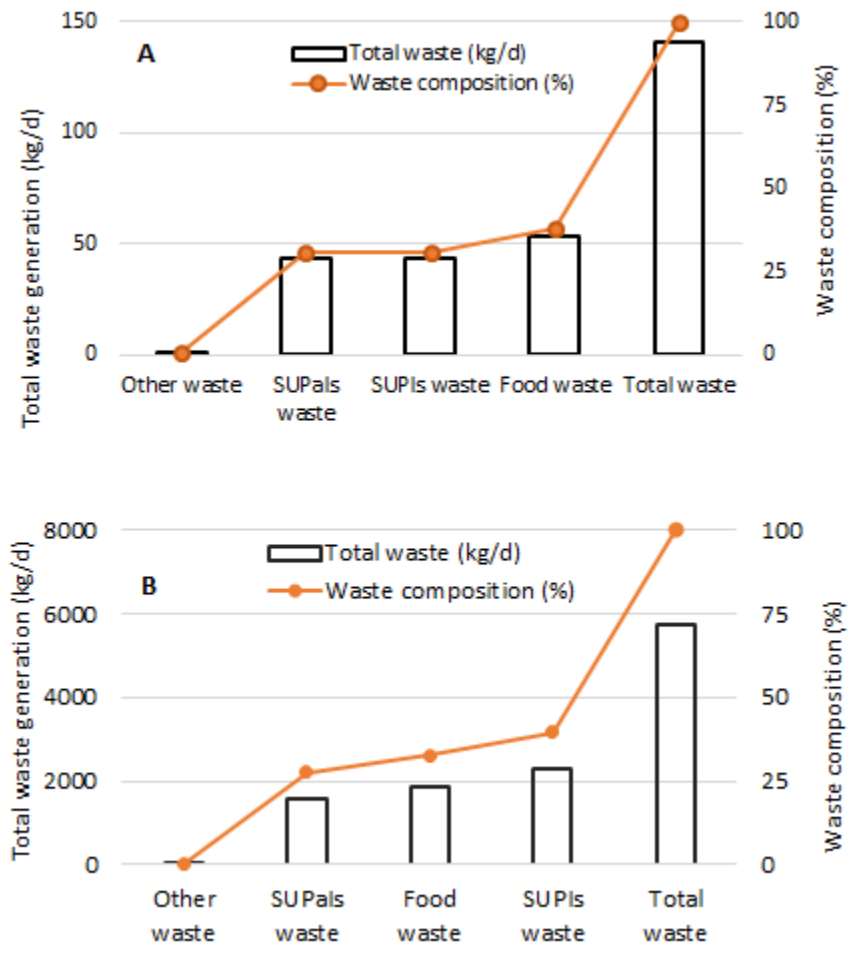 150
100
A
Total waste (kg/d)
Waste composition (%)
75
100
50
50
25
0
0
Total waste generation (kg/d)
Waste composition (%)
Other waste
SUPals waste
SUPls waste
Food waste
Total waste
8000
100
Total waste (kg/d)
B
Waste composition (%)
6000
75
4000
50
2000
25
0
0
Total waste generation (kg/d)
Waste composition (%)
Other waste
SUPals waste
Food waste
SUPls waste
Total waste